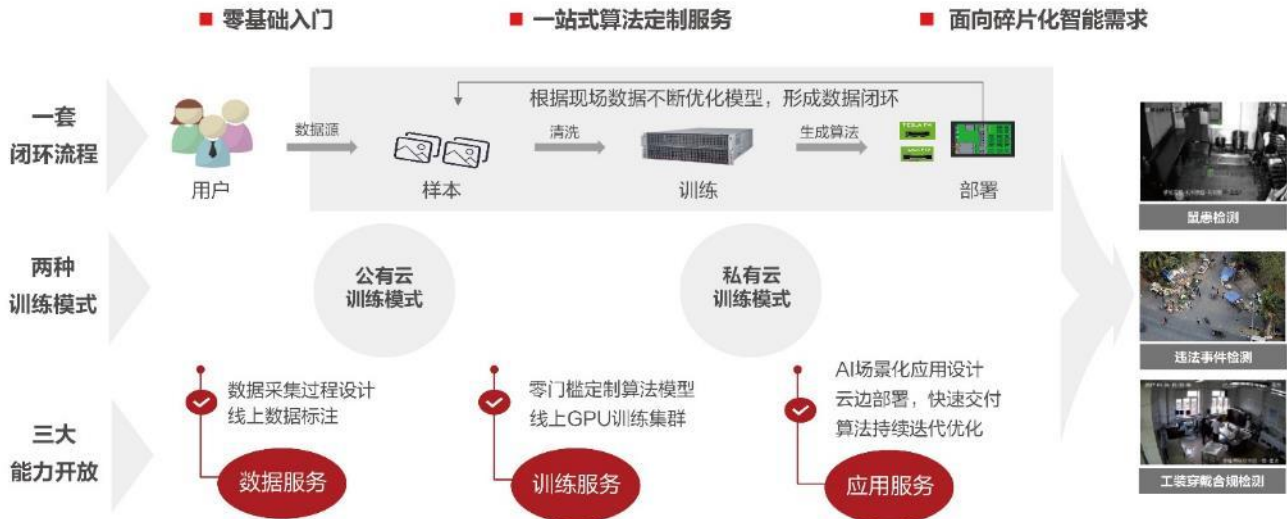 零基础入门
一站式算法定制服务
面向碎片化智能需求
一套
闭环流程
根据现场数据不断优化模型，形成数据闭环
数据源
清洗
生成算法
用户
样本
训练
部署
鼠患检测
两种
训练模式
公有云
训练模式
私有云
训练模式
违法事件检测
三大
能力开放
数据采集过程设计
线上数据标注
数据服务
零门槛定制算法模型
线上GPU训练集群
训练服务
AI场景化应用设计
云边部署，快速交付
算法持续迭代优化
应用服务
工装穿戴合规检测